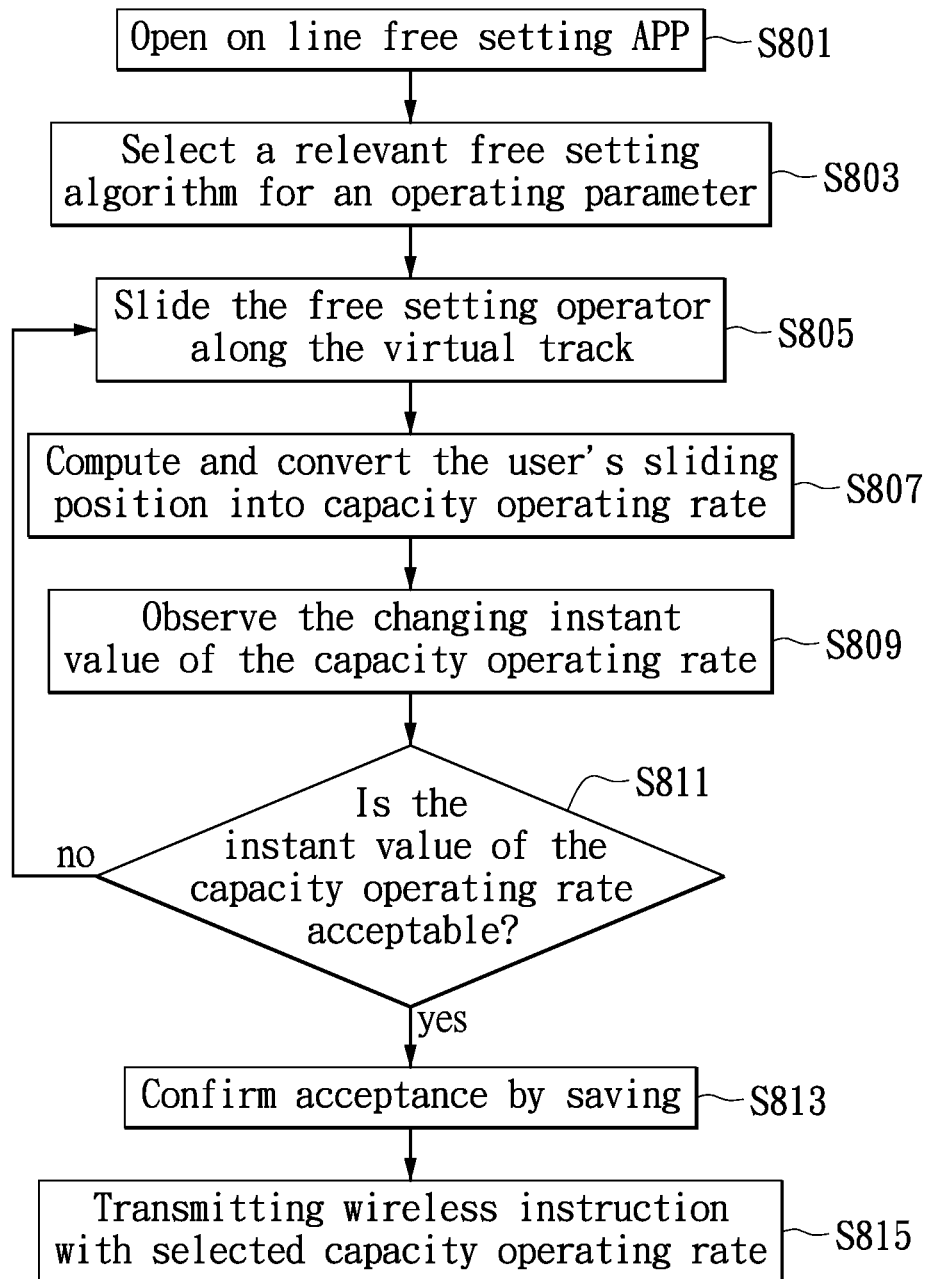 Open on line free setting APP
S801
Select a relevant free setting
algorithm for an operating parameter
S803
Slide the free setting operator
along the virtual track
S805
Compute and convert the user's sliding
position into capacity operating rate
S807
Observe the changing instant
value of the capacity operating rate
S809
Is the
instant value of the
capacity operating rate
acceptable?
S811
no
yes
Confirm acceptance by saving
S813
Transmitting wireless instruction
with selected capacity operating rate
S815